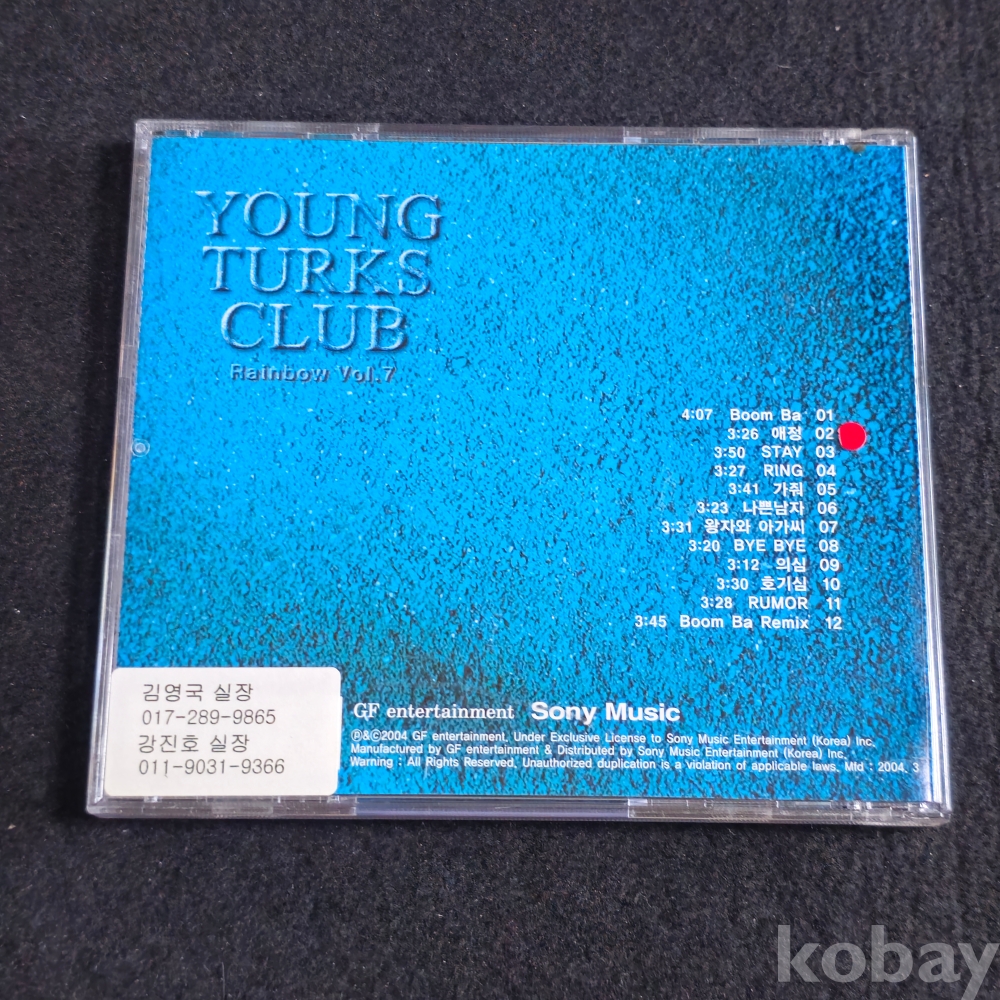 YOUNG
TURKS
CLUB
Rainbow Vol.7
4:07 Boom Ba 01
3:26 애정 02
3:50 STAY 03
3:27 RING 04
3:41 가줘 05
3:23 나쁜남자 06
3:31 왕자와 아가씨 07
3:20 BYE BYE 08
3:12 의심 09
3:30 호기심 10
3:28 RUMOR 11
3:45 Boom Ba Remix 12
김영국 실장
017-289-9865
강진호 실장
011-9031-9366
GF entertainment Sony Music
℗&©2004 GF entertainment. Under Exclusive License to Sony Music Entertainment (Korea) Inc.
Manufactured by GF entertainment & Distributed by Sony Music Entertainment (Korea) Inc.
Warning : All Rights Reserved. Unauthorized duplication is a violation of applicable laws. Mfd : 2004. 3
kobay